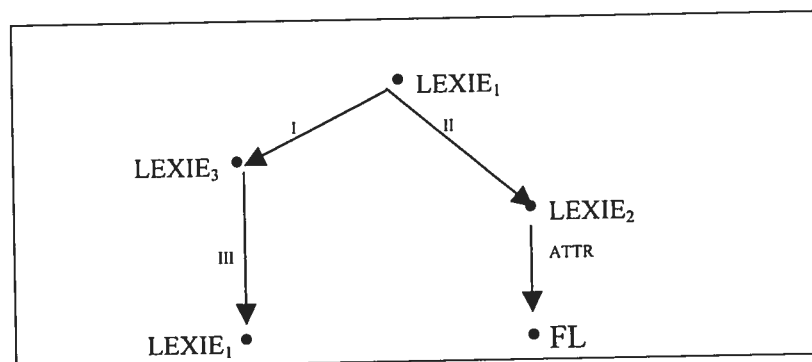 LEXIE₁
I
II
LEXIE₃
LEXIE₂
III
ATTR
LEXIE₁
FL